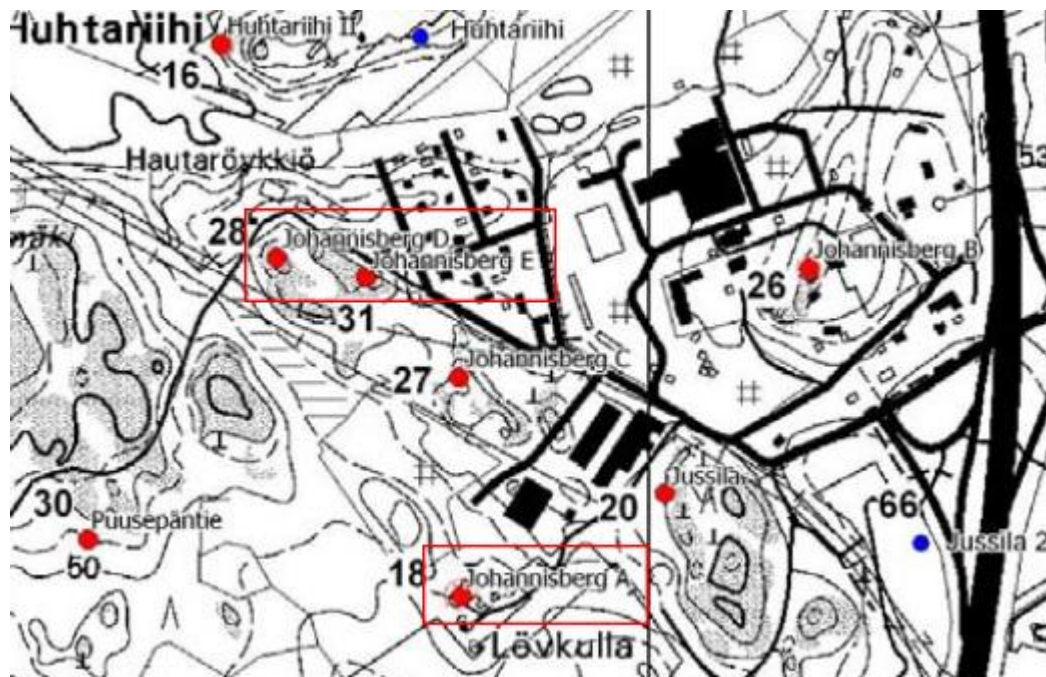 Huhtariihi
Huhtariihi II
Huhtariihi
16
Hautaröykkiö
53
28
Johannisberg D
Johannisberg E
Johannisberg B
26
31
Johannisberg C
27
Jussila
30
20
66
Puusepäntie
Jussila 2
50
18
Johannisberg A
Lövkulla